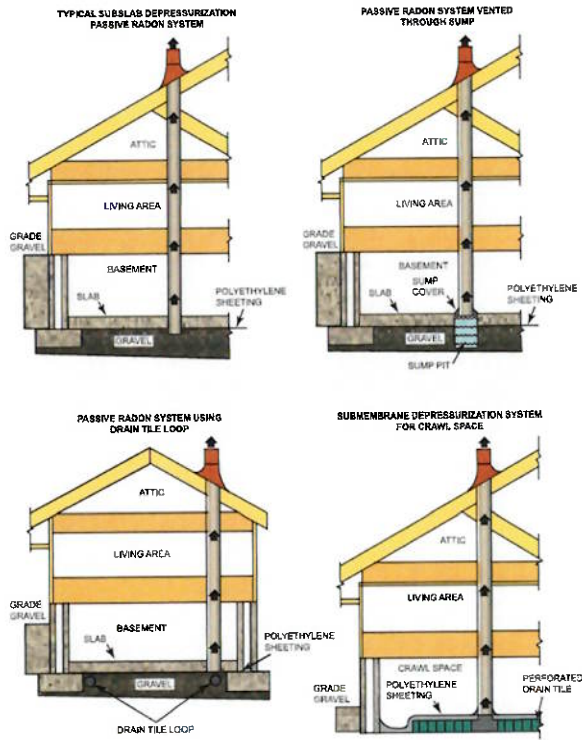 TYPICAL SUBSLAB DEPRESSURIZATION
PASSIVE RADON SYSTEM
ATTIC
LIVING AREA
GRADE
GRAVEL
BASEMENT
SLAB
POLYETHYLENE
SHEETING
GRAVEL
PASSIVE RADON SYSTEM VENTED
THROUGH SUMP
ATTIC
LIVING AREA
GRADE
GRAVEL
BASEMENT
SUMP
COVER
SLAB
POLYETHYLENE
SHEETING
GRAVEL
SUMP PIT
PASSIVE RADON SYSTEM USING
DRAIN TILE LOOP
ATTIC
LIVING AREA
GRADE
GRAVEL
BASEMENT
SLAB
POLYETHYLENE
SHEETING
GRAVEL
DRAIN TILE LOOP
SUBMEMBRANE DEPRESSURIZATION SYSTEM
FOR CRAWL SPACE
ATTIC
LIVING AREA
CRAWL SPACE
POLYETHYLENE
SHEETING
PERFORATED
DRAIN TILE
GRADE
GRAVEL